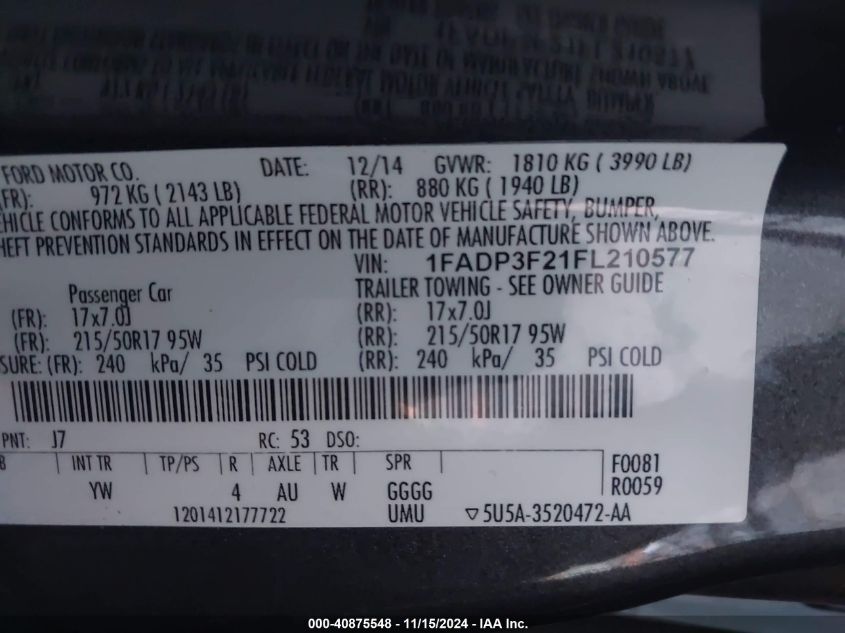 FORD MOTOR CO. DATE: 12/14 GVWR: 1810 KG ( 3990 LB)
(FR): 972 KG ( 2143 LB) (RR): 880 KG ( 1940 LB)
EHICLE CONFORMS TO ALL APPLICABLE FEDERAL MOTOR VEHICLE SAFETY, BUMPER,
HEFT PREVENTION STANDARDS IN EFFECT ON THE DATE OF MANUFACTURE SHOWN ABOVE.
VIN: 1FADP3F21FL210577
Passenger Car TRAILER TOWING - SEE OWNER GUIDE
(FR): 17x7.0J (RR): 17x7.0J
(FR): 215/50R17 95W (RR): 215/50R17 95W
SURE: (FR): 240 kPa/ 35 PSI COLD (RR): 240 kPa/ 35 PSI COLD
PNT: J7 RC: 53 DSO:
B INT TR TP/PS R AXLE TR SPR F0081
YW 4 AU W GGGG R0059
1201412177722 UMU ▽5U5A-3520472-AA
000-40875548 - 11/15/2024 - IAA Inc.